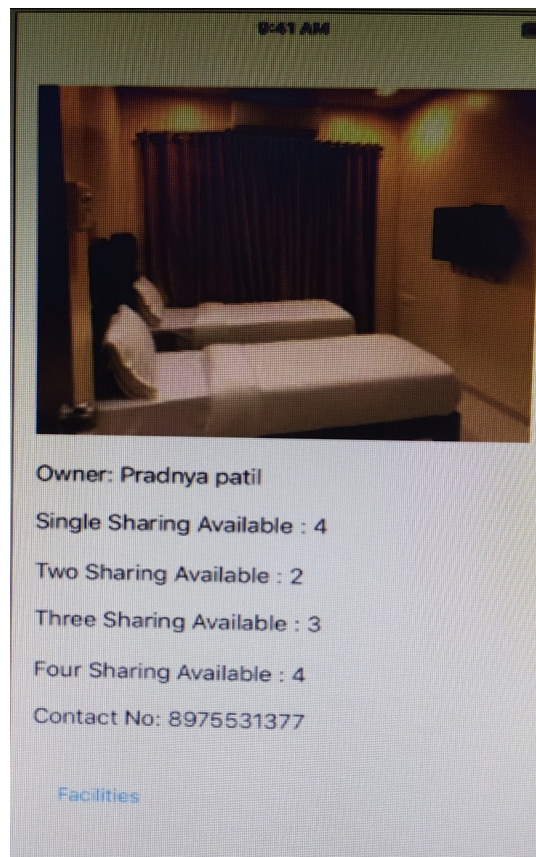 9:41 AM
Owner: Pradnya patil
Single Sharing Available : 4
Two Sharing Available : 2
Three Sharing Available : 3
Four Sharing Available : 4
Contact No: 8975531377
Facilities